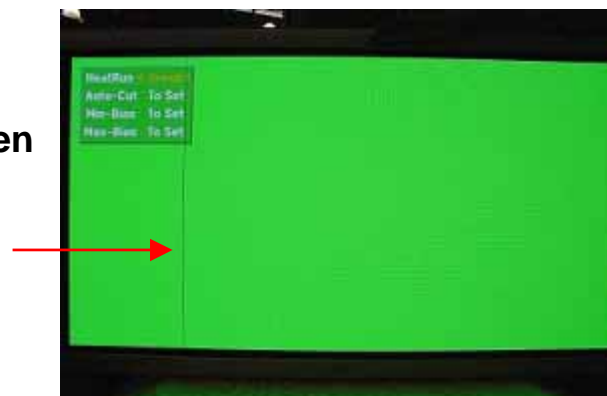 en
HeatRun
Auto-Cut To Set
Min-Bias To Set
Max-Bias To Set